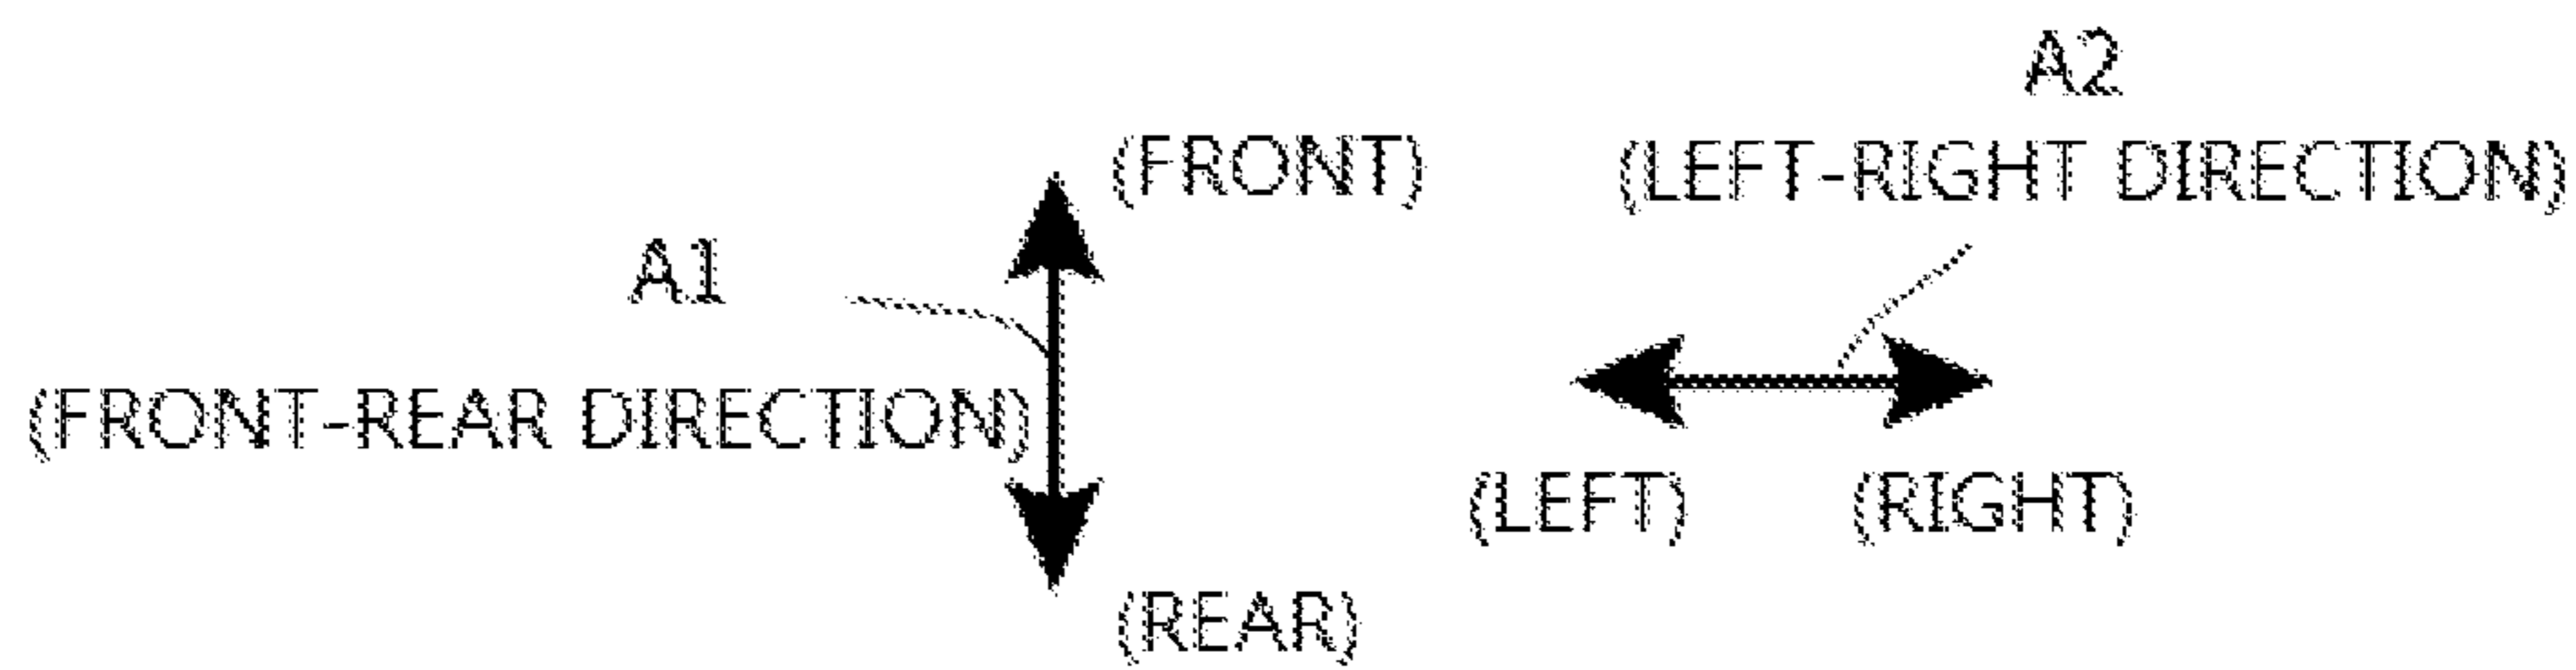 A2
(FRONT)
(LEFT-RIGHT DIRECTION)
A1
(FRONT-REAR DIRECTION)
(LEFT)
(RIGHT)
(REAR)